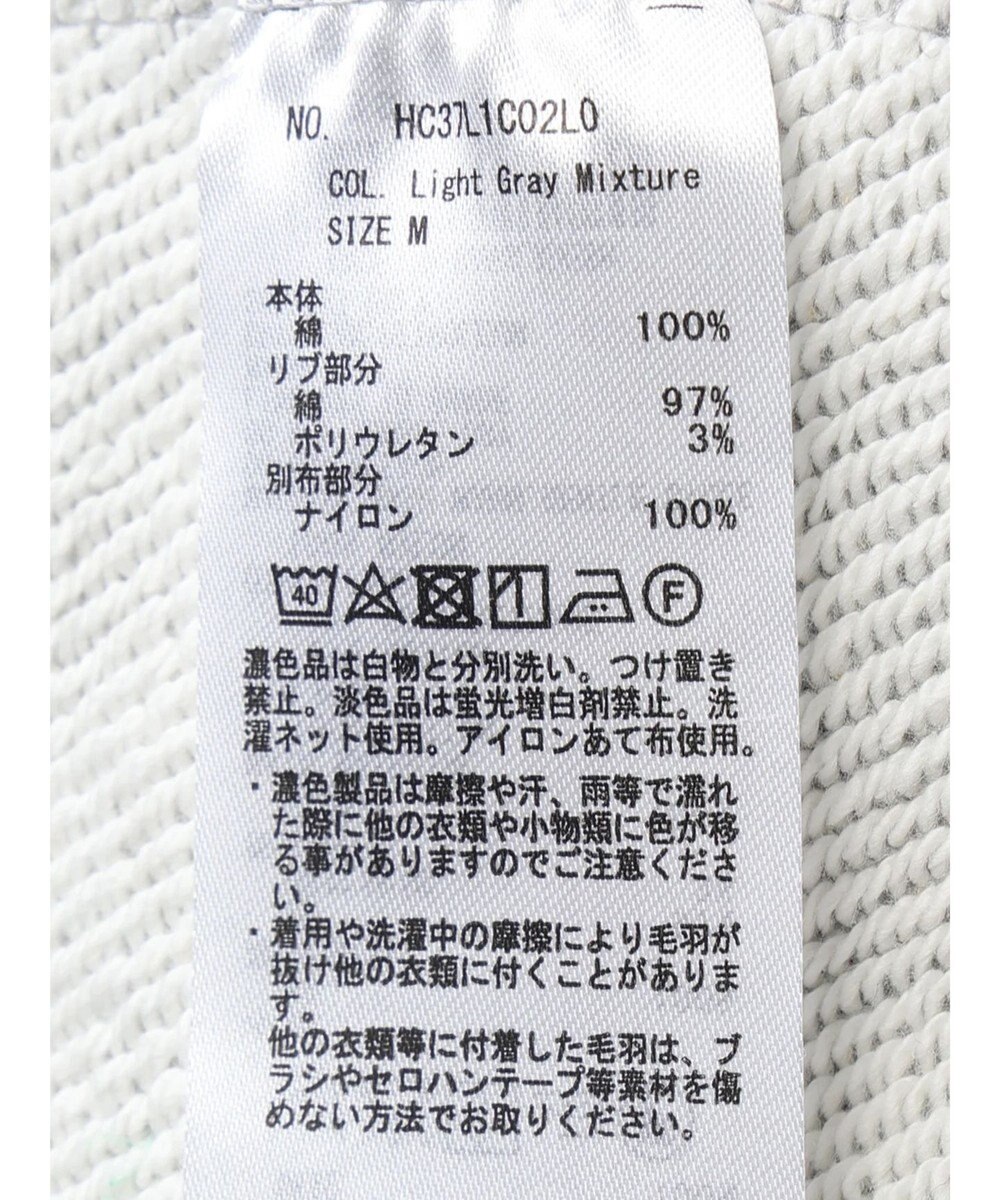 NO. HC37L1C02L0
COL. Light Gray Mixture
SIZE M
本体
綿 100%
リブ部分
綿 97%
ポリウレタン 3%
別布部分
ナイロン 100%
40 F
濃色品は白物と分別洗い。つけ置き
禁止。淡色品は蛍光増白剤禁止。洗
濯ネット使用。アイロンあて布使用。
・濃色製品は摩擦や汗、雨等で濡れ
た際に他の衣類や小物類に色が移
る事がありますのでご注意くださ
い。
・着用や洗濯中の摩擦により毛羽が
抜け他の衣類に付くことがありま
す。
他の衣類等に付着した毛羽は、ブ
ラシやセロハンテープ等素材を傷
めない方法でお取りください。